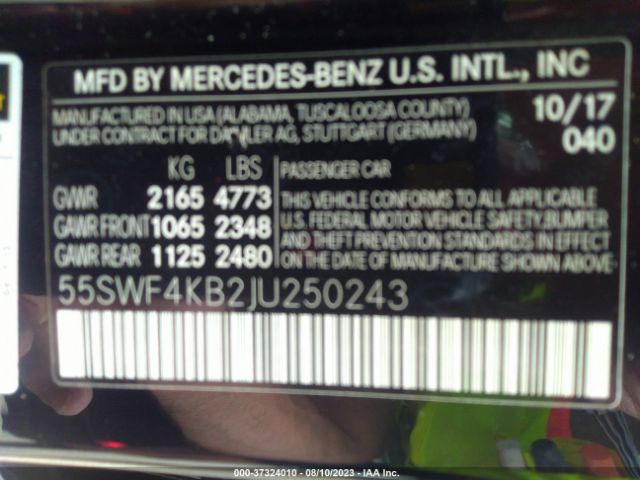 MFD BY MERCEDES-BENZ U.S. INTL., INC
MANUFACTURED IN USA (ALABAMA, TUSCALOOSA COUNTY) 10/17
UNDER CONTRACT FOR DAIMLER AG, STUTTGART (GERMANY) 040
KG LBS PASSENGER CAR
GVWR 2165 4773 THIS VEHICLE CONFORMS TO ALL APPLICABLE
U.S. FEDERAL MOTOR VEHICLE SAFETY, BUMPER
GAWR FRONT 1065 2348 AND THEFT PREVENTION STANDARDS IN EFFECT
GAWR REAR 1125 2480 ON THE DATE OF MANUFACTURE SHOWN ABOVE.
55SWF4KB2JU250243
000-37324010 - 08/10/2023 - IAA Inc.